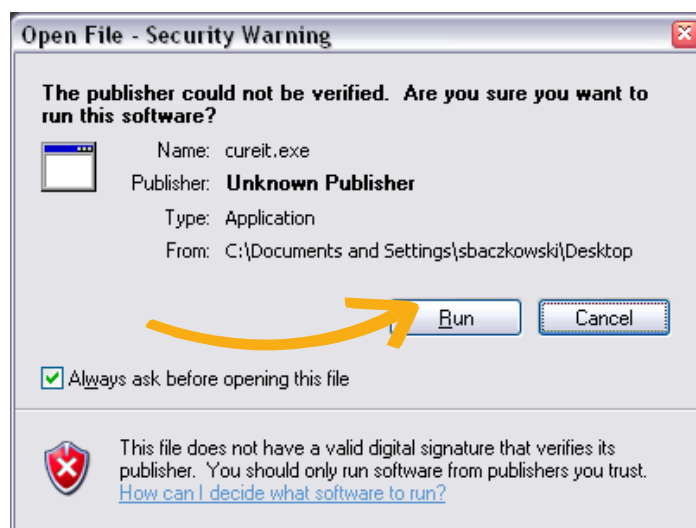 Open File - Security Warning
The publisher could not be verified.  Are you sure you want to
run this software?
Name: cureit.exe
Publisher: Unknown Publisher
Type: Application
From: C:\Documents and Settings\sbaczkowski\Desktop
Run Cancel
Always ask before opening this file
This file does not have a valid digital signature that verifies its
publisher.  You should only run software from publishers you trust.
How can I decide what software to run?